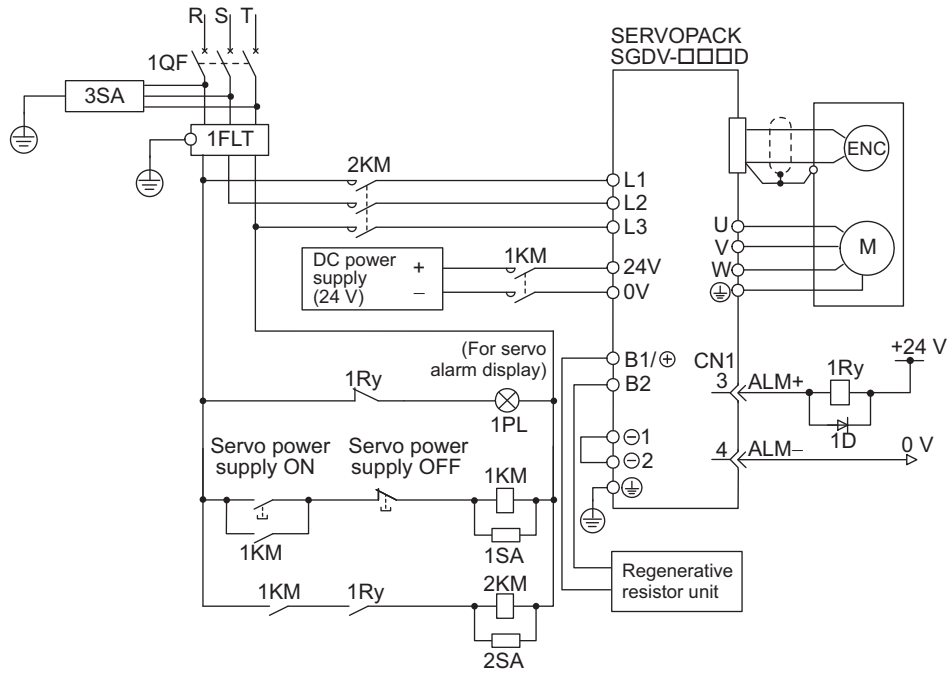 R S T
SERVOPACK
SGDV-□□□D
1QF
3SA
1FLT
ENC
2KM
L1
L2
L3
U
V
W
M
DC power
supply
(24 V)
+
–
1KM
24V
0V
(For servo
alarm display)
B1/⊕
B2
CN1
+24 V
1Ry
1PL
3
ALM+
1Ry
1D
⊖1
⊖2
4
ALM–
0 V
Servo power
supply ON
Servo power
supply OFF
1KM
1KM
1SA
Regenerative
resistor unit
1KM
1Ry
2KM
2SA